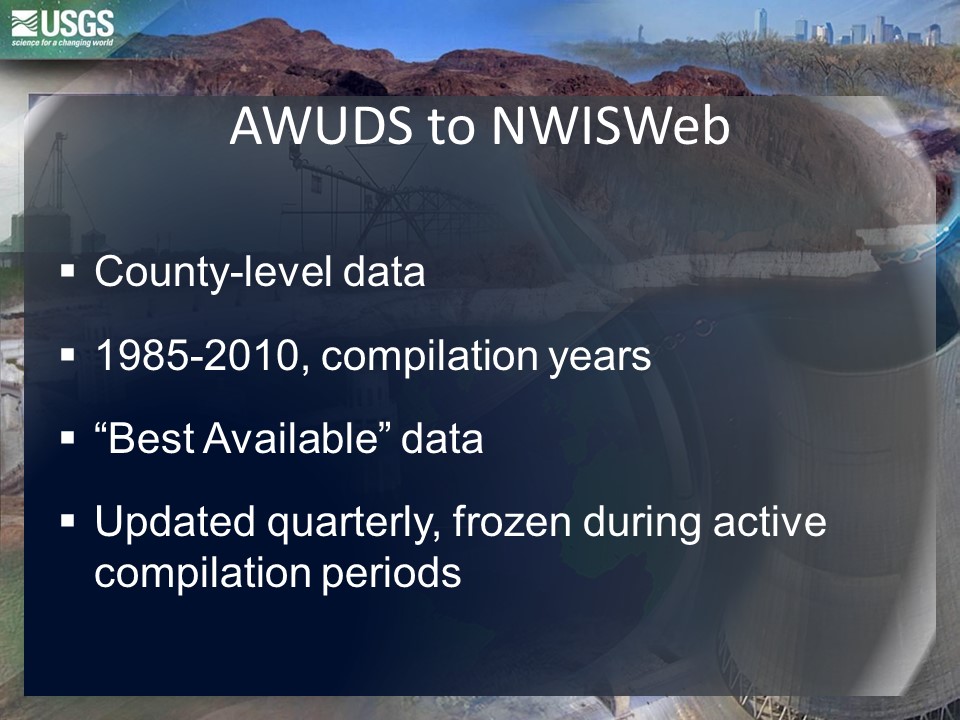 USGS
science for a changing world
AWUDS to NWISWeb
▪ County-level data
▪ 1985-2010, compilation years
▪ “Best Available” data
▪ Updated quarterly, frozen during active
compilation periods